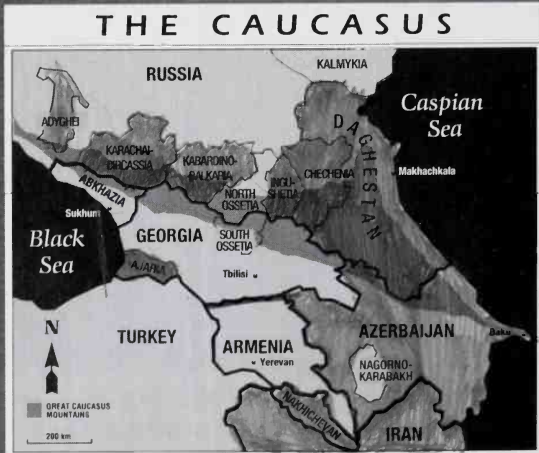 THE CAUCASUS
KALMYKIA
RUSSIA
Caspian
Sea
ADYGHEI
DAGHESTAN
KARACHAI-
CIRCASSIA
KABARDINO-
BALKARIA
CHECHENIA
Makhachkala
INGU-
SHETIA
NORTH
OSSETIA
ABKHAZIA
Sukhumi
Black
Sea
GEORGIA
SOUTH
OSSETIA
AJARIA
Tbilisi
N
TURKEY
ARMENIA
Yerevan
AZERBAIJAN
Baku
NAGORNO-
KARABAKH
NAKHICHEVAN
IRAN
GREAT CAUCASUS
MOUNTAINS
200 km